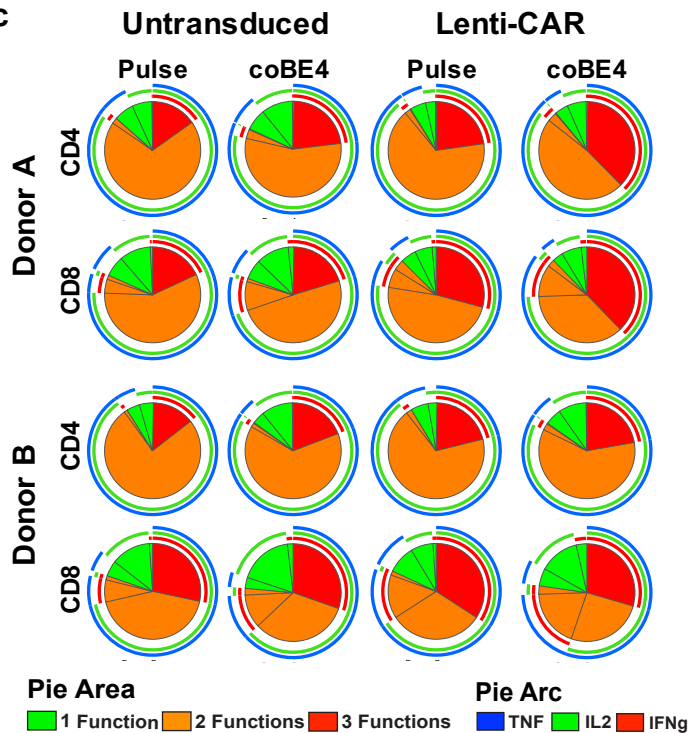 c
Untransduced Lenti-CAR
Pulse coBE4 Pulse coBE4
Donor A
CD4
CD8
Donor B
CD4
CD8
Pie Area Pie Arc
1 Function 2 Functions 3 Functions TNF IL2 IFNg